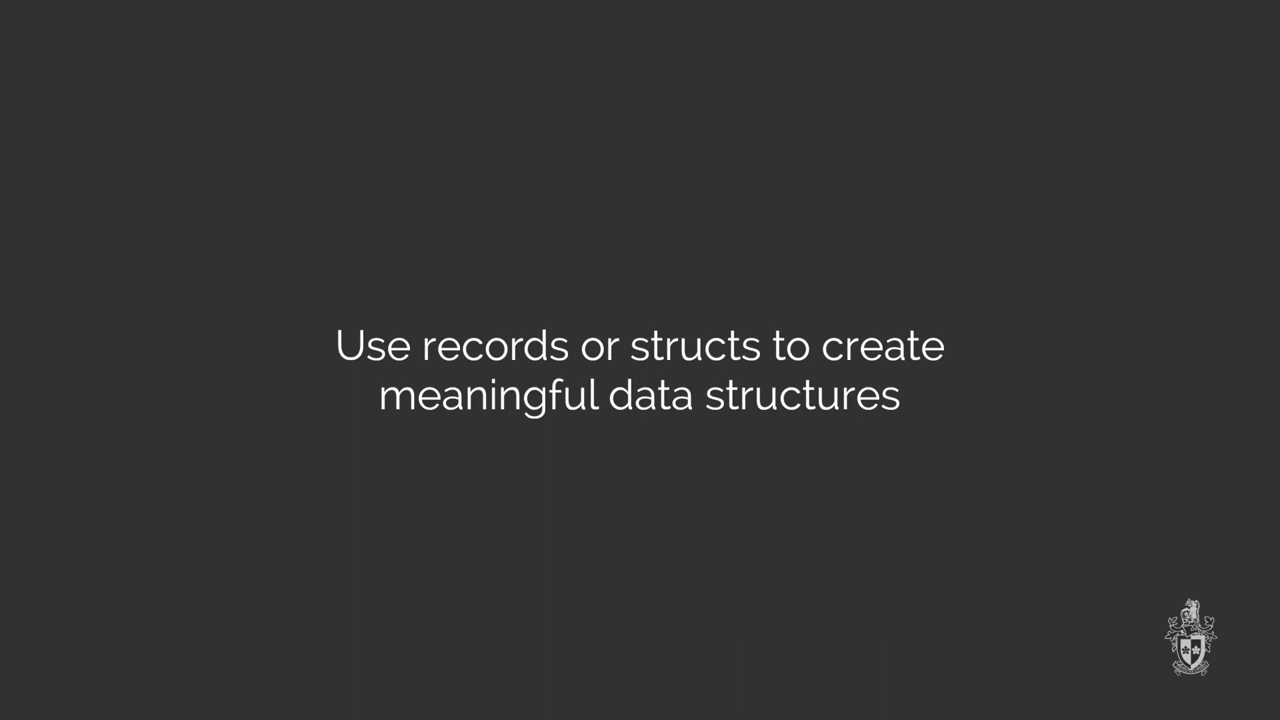 Use records or structs to create
meaningful data structures